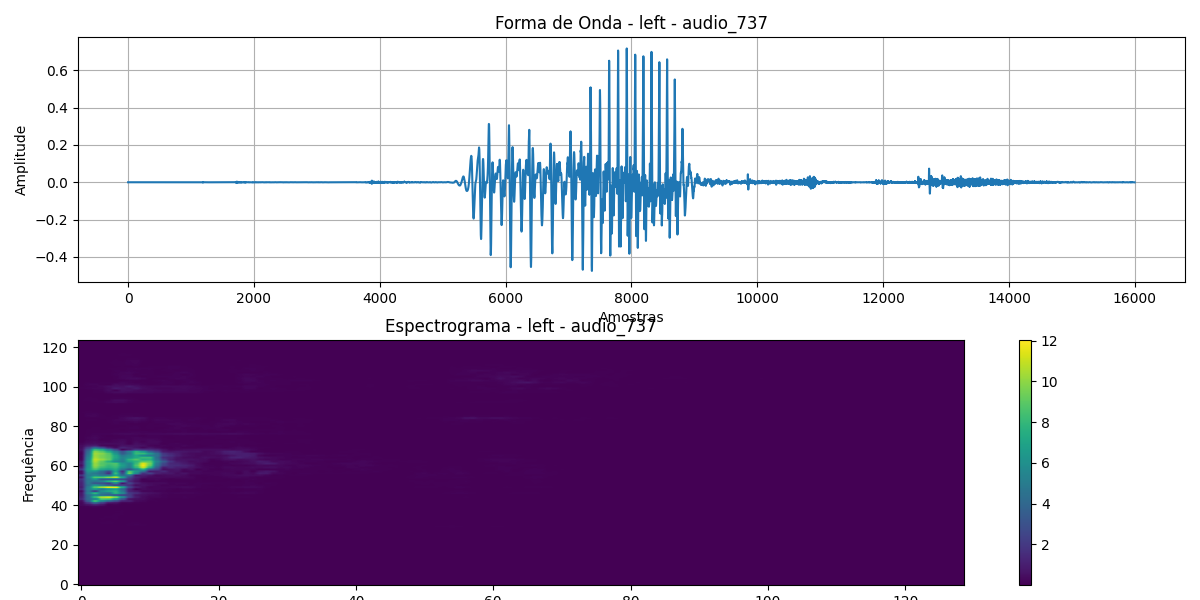 Forma de Onda - left - audio_737
Amplitude
0.6
0.4
0.2
0.0
−0.2
−0.4
0 2000 4000 6000 8000 10000 12000 14000 16000
Amostras
Espectrograma - left - audio_737
Frequência
120
100
80
60
40
20
0
0 20 40 60 80 100 120
12
10
8
6
4
2